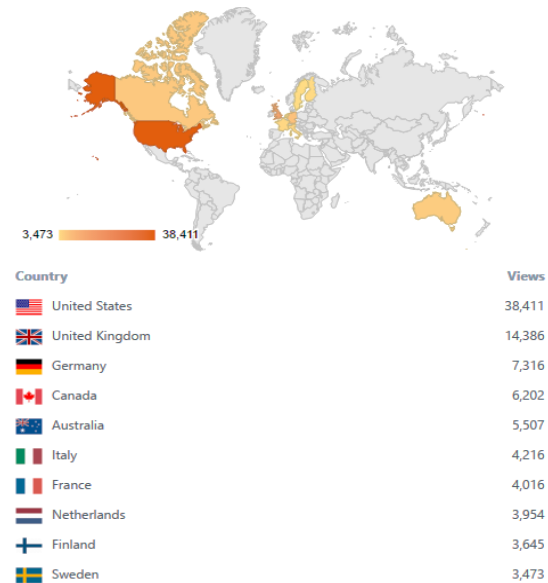 3,473 38,411
Country Views
United States 38,411
United Kingdom 14,386
Germany 7,316
Canada 6,202
Australia 5,507
Italy 4,216
France 4,016
Netherlands 3,954
Finland 3,645
Sweden 3,473